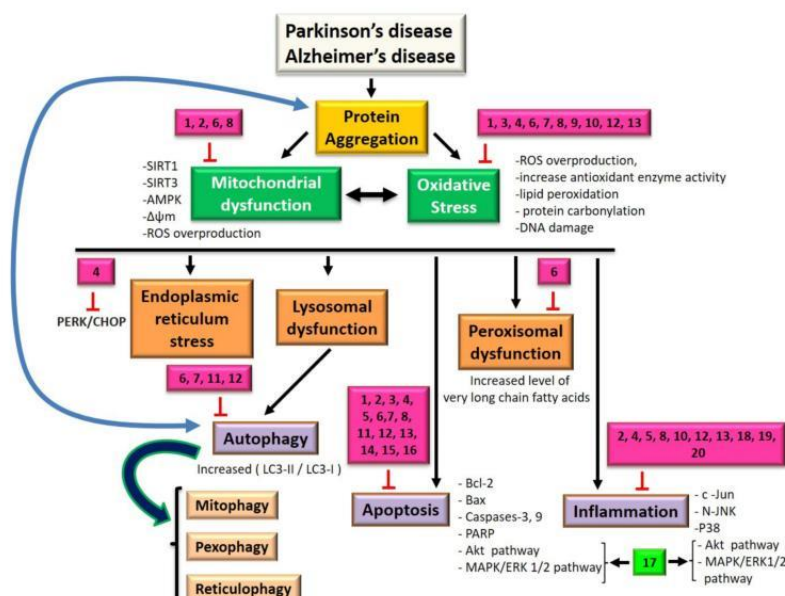 Parkinson's disease
Alzheimer's disease
Protein
Aggregation
1, 2, 6, 8
1, 3, 4, 6, 7, 8, 9, 10, 12, 13
-SIRT1
-SIRT3
-AMPK
-Δψm
-ROS overproduction
Mitochondrial
dysfunction
Oxidative
Stress
-ROS overproduction,
-increase antioxidant enzyme activity
-lipid peroxidation
- protein carbonylation
-DNA damage
4
PERK/CHOP
Endoplasmic
reticulum
stress
Lysosomal
dysfunction
6
Peroxisomal
dysfunction
Increased level of
very long chain fatty acids
6, 7, 11, 12
Autophagy
Increased ( LC3-II / LC3-I )
1, 2, 3, 4,
5, 6,7, 8,
11, 12, 13,
14, 15, 16
Apoptosis
- Bcl-2
- Bax
- Caspases-3, 9
- PARP
- Akt pathway
- MAPK/ERK 1/2 pathway
2, 4, 5, 8, 10, 12, 13, 18, 19,
20
Inflammation
- c -Jun
- N-JNK
-P38
- Akt pathway
- MAPK/ERK1/2
pathway
17
Mitophagy
Pexophagy
Reticulophagy